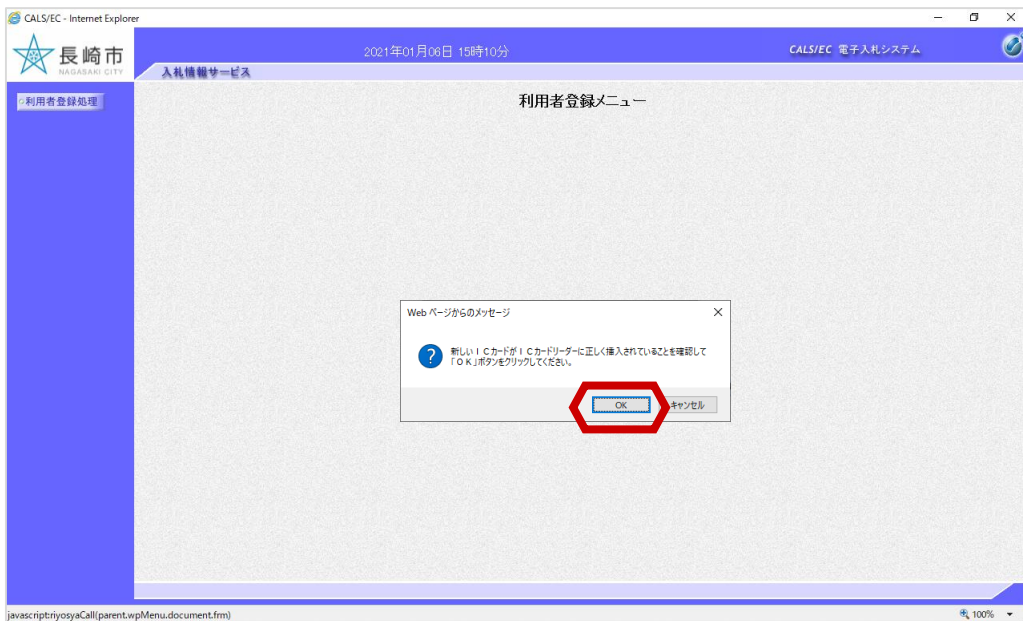 CALS/EC - Internet Explorer
長崎市
NAGASAKI CITY
2021年01月06日 15時10分
CALS/EC 電子入札システム
入札情報サービス
利用者登録処理
利用者登録メニュー
Web ページからのメッセージ
新しいＩＣカードがＩＣカードリーダーに正しく挿入されていることを確認して
「ＯＫ」ボタンをクリックしてください。
OK
キャンセル
javascript:riyosyaCall(parent.wpMenu.document.frm)
100%